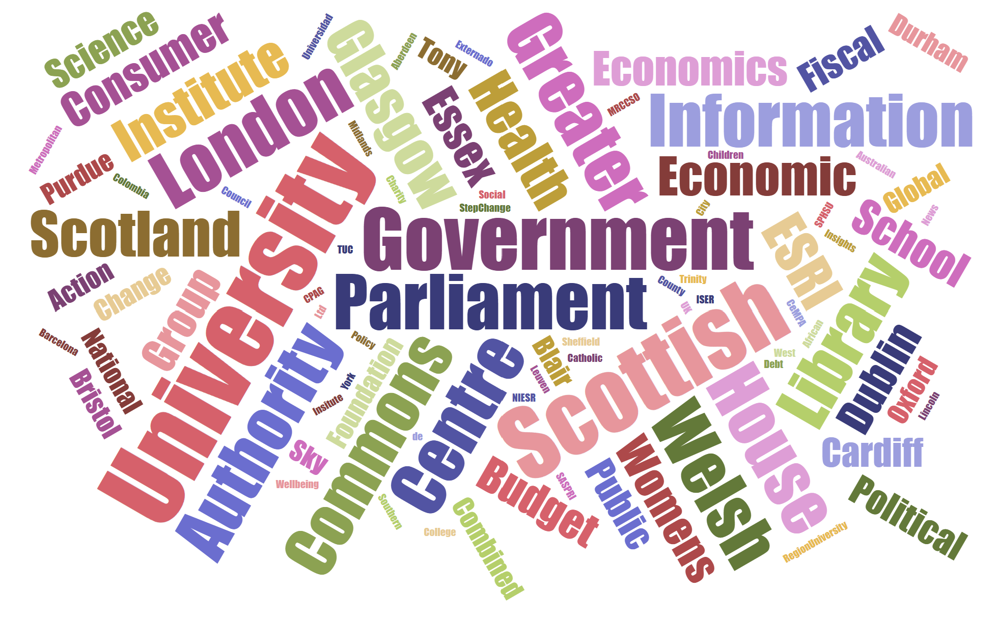 Science
Consumer
Institute
London
Universidad
Glasgow
Aberdeen
Tony
Externado
Essex
Health
Greater
Economics
MRCCSO
Fiscal
Durham
Information
Children
Economic
Australian
Global
Metropolitan
Purdue
Colombia
Council
Midlands
Charity
Social
StepChange
City
SPHSU
News
School
Insights
Scotland
University
TUC
Government
ESRI
Library
Action
Change
Group
CPAG
Ltd
Parliament
County
Trinity
ISER
UK
CeMPA
African
Barcelona
National
Bristol
Authority
Policy
York
Insitute
Foundation
Commons
Centre
Blair
Sheffield
Catholic
Leuven
NIESR
Scottish
West
Debt
House
Dublin
Oxford
Lincoln
Sky
Wellbeing
de
Southern
College
Combined
Budget
SASPRI
Public
Womens
Welsh
Cardiff
Political
RegionUniversity